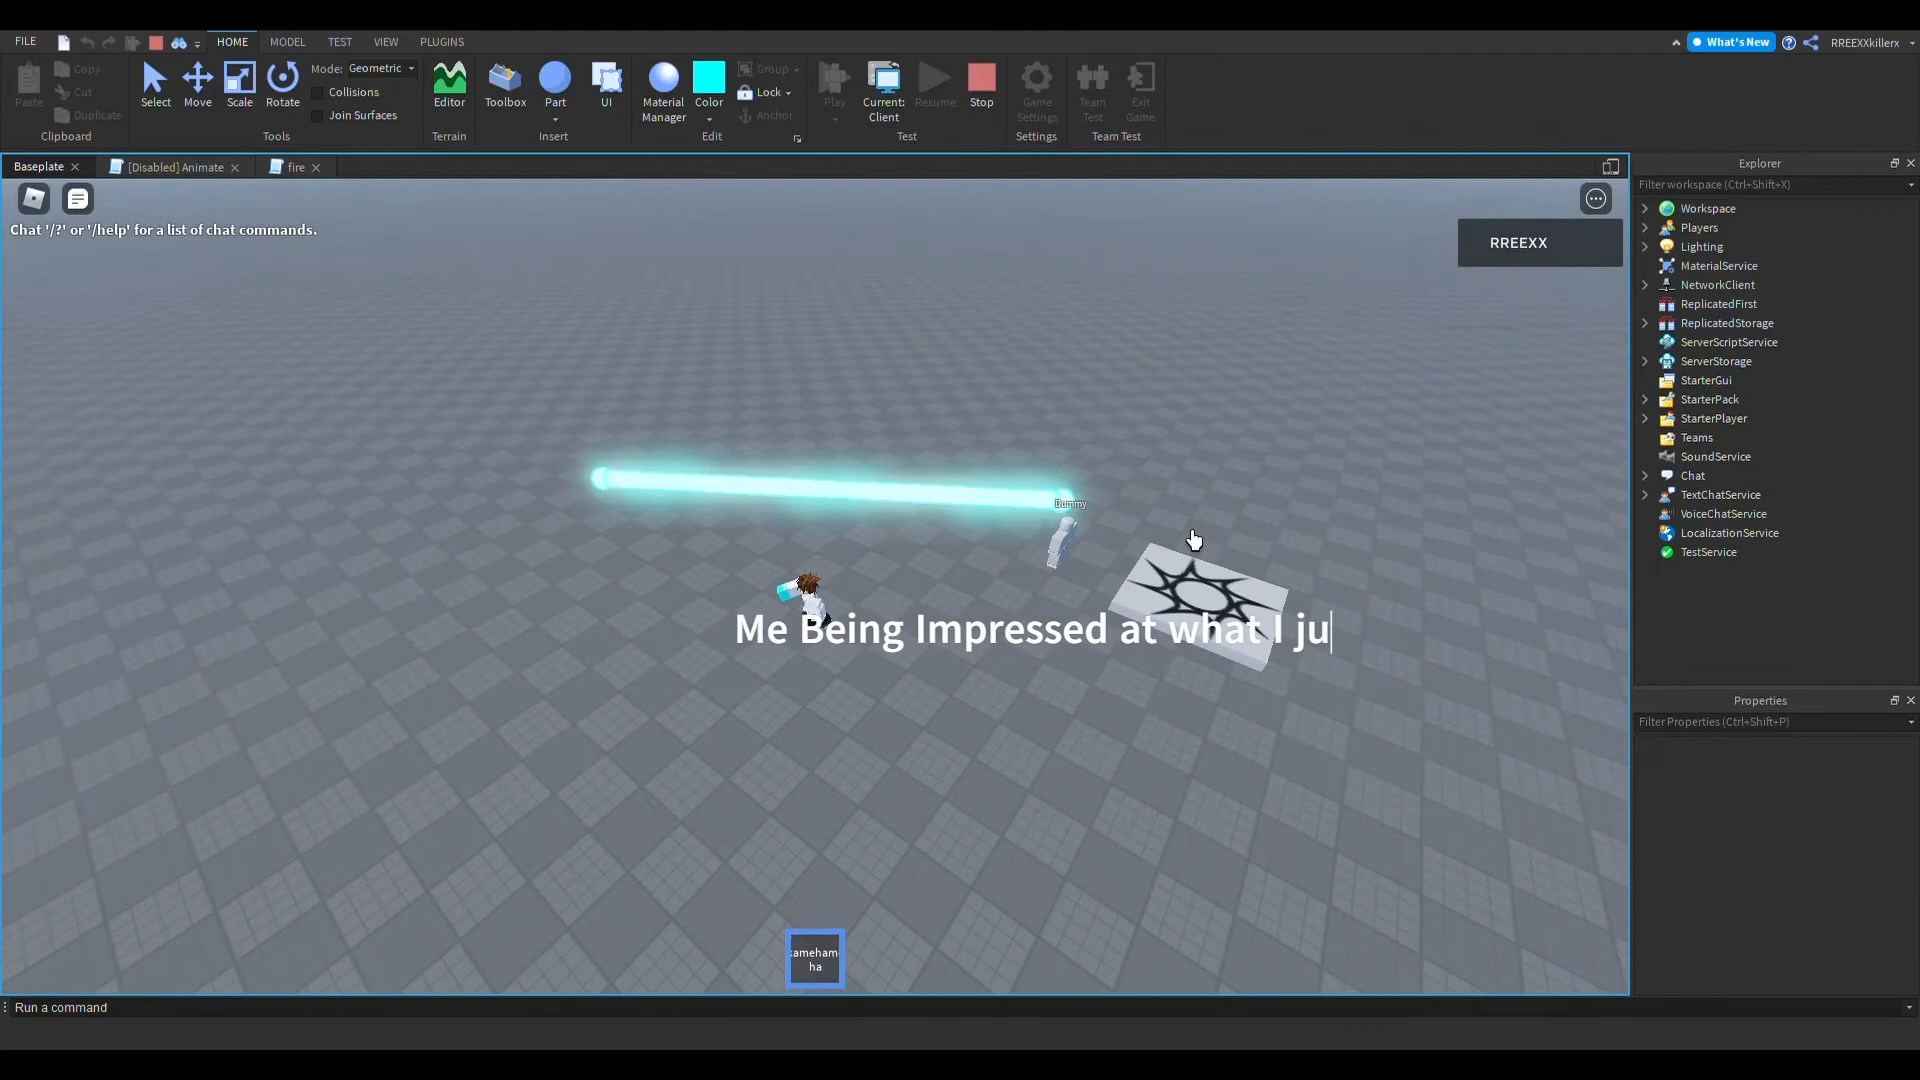 FILE
HOME
MODEL
TEST
VIEW
PLUGINS
What's New
RREEXXkillerx
Paste
Copy
Cut
Duplicate
Clipboard
Select
Move
Scale
Rotate
Mode: Geometric
Collisions
Join Surfaces
Tools
Editor
Terrain
Toolbox
Part
UI
Insert
Material
Manager
Color
Group
Lock
Anchor
Edit
Play
Current:
Client
Resume
Stop
Test
Game
Settings
Settings
Team
Test
Exit
Game
Team Test
Baseplate
[Disabled] Animate
fire
Chat '/?' or '/help' for a list of chat commands.
RREEXX
Dummy
Me Being Impressed at what I ju
kameham
ha
Run a command
Explorer
Filter workspace (Ctrl+Shift+X)
Workspace
Players
Lighting
MaterialService
NetworkClient
ReplicatedFirst
ReplicatedStorage
ServerScriptService
ServerStorage
StarterGui
StarterPack
StarterPlayer
Teams
SoundService
Chat
TextChatService
VoiceChatService
LocalizationService
TestService
Properties
Filter Properties (Ctrl+Shift+P)